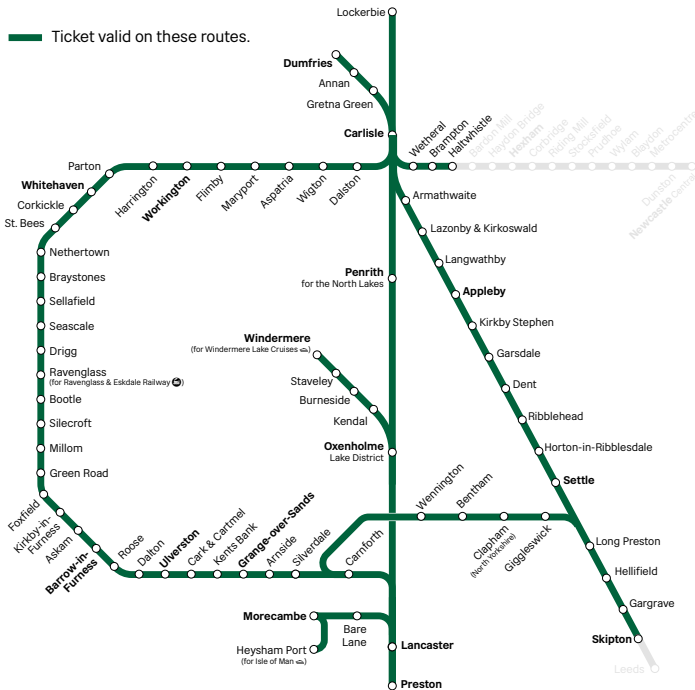 Lockerbie
Ticket valid on these routes.
Dumfries
Annan
Gretna Green
Carlisle
Wetheral
Brampton
Haltwhistle
Bardon Mill
Haydon Bridge
Hexham
Corbridge
Riding Mill
Stocksfield
Prudhoe
Wylam
Blaydon
Metrocentre
Dunston
Newcastle Central
Parton
Harrington
Workington
Flimby
Maryport
Aspatria
Wigton
Dalston
Whitehaven
Corkickle
St. Bees
Nethertown
Braystones
Sellafield
Seascale
Drigg
Ravenglass
(for Ravenglass & Eskdale Railway)
Bootle
Silecroft
Millom
Green Road
Foxfield
Kirkby-in-
Furness
Askam
Barrow-in-
Furness
Roose
Dalton
Ulverston
Cark & Cartmel
Kents Bank
Grange-over-Sands
Arnside
Silverdale
Carnforth
Armathwaite
Lazonby & Kirkoswald
Langwathby
Appleby
Kirkby Stephen
Garsdale
Dent
Ribblehead
Horton-in-Ribblesdale
Settle
Penrith
for the North Lakes
Windermere
(for Windermere Lake Cruises)
Staveley
Burneside
Kendal
Oxenholme
Lake District
Wennington
Bentham
Clapham
(North Yorkshire)
Giggleswick
Long Preston
Hellifield
Gargrave
Skipton
Leeds
Morecambe
Bare
Lane
Heysham Port
(for Isle of Man)
Lancaster
Preston